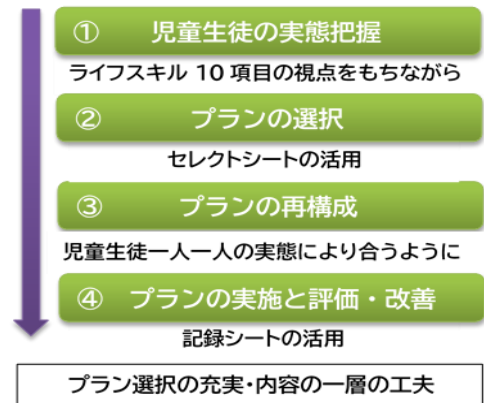 ① 児童生徒の実態把握
ライフスキル 10 項目の視点をもちながら
② プランの選択
セレクトシートの活用
③ プランの再構成
児童生徒一人一人の実態により合うように
④ プランの実施と評価・改善
記録シートの活用
プラン選択の充実・内容の一層の工夫